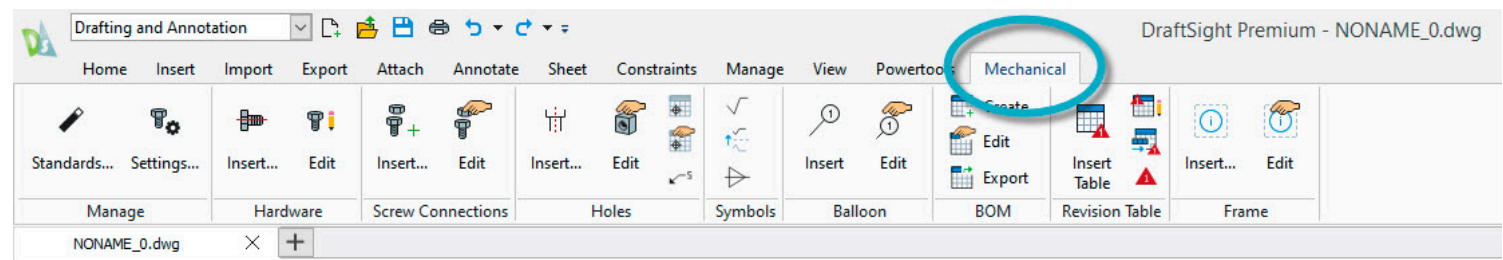 Drafting and Annotation
DraftSight Premium - NONAME_0.dwg
Home Insert Import Export Attach Annotate Sheet Constraints Manage View Powertools Mechanical
Create
Edit
Export
Standards... Settings... Insert... Edit Insert... Edit Insert... Edit Insert Edit Insert Table Insert... Edit
Manage Hardware Screw Connections Holes Symbols Balloon BOM Revision Table Frame
NONAME_0.dwg